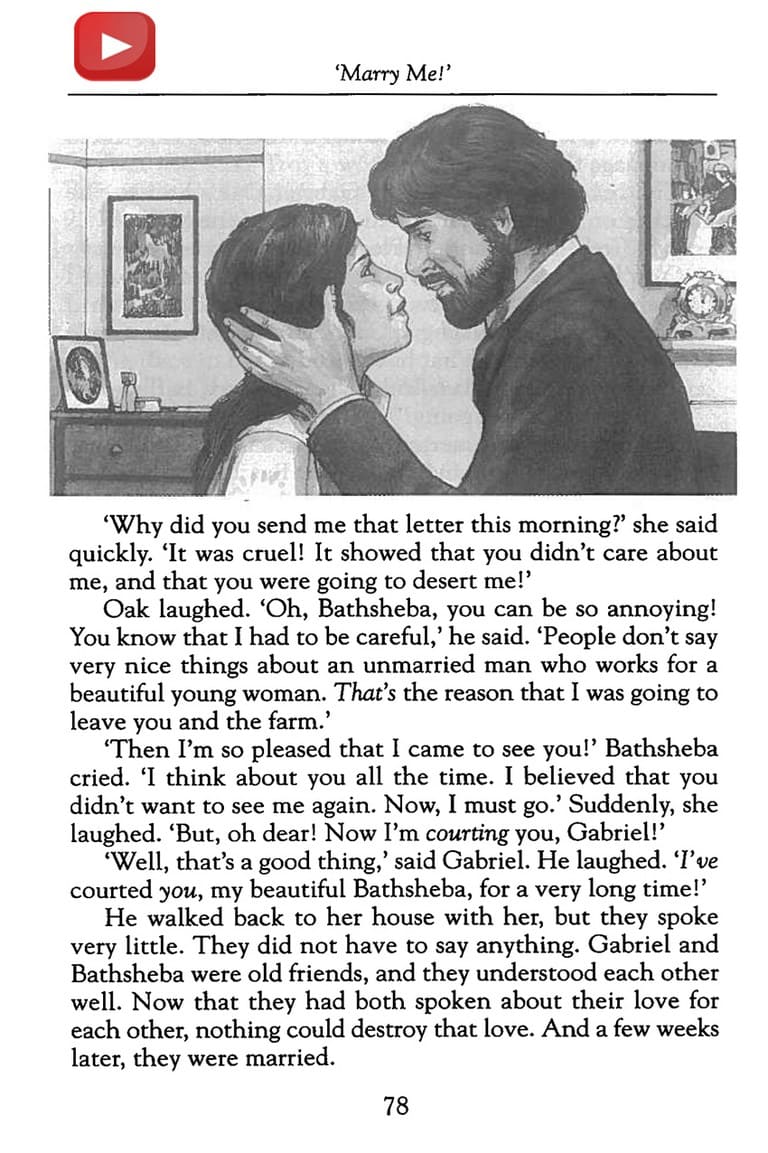 ‘Marry Me!’
‘Why did you send me that letter this morning?’ she said
quickly. ‘It was cruel! It showed that you didn’t care about
me, and that you were going to desert me!’
Oak laughed. ‘Oh, Bathsheba, you can be so annoying!
You know that I had to be careful,’ he said. ‘People don’t say
very nice things about an unmarried man who works for a
beautiful young woman. That’s the reason that I was going to
leave you and the farm.’
‘Then I’m so pleased that I came to see you!’ Bathsheba
cried. ‘I think about you all the time. I believed that you
didn’t want to see me again. Now, I must go.’ Suddenly, she
laughed. ‘But, oh dear! Now I’m courting you, Gabriel!’
‘Well, that’s a good thing,’ said Gabriel. He laughed. ‘I’ve
courted you, my beautiful Bathsheba, for a very long time!’
He walked back to her house with her, but they spoke
very little. They did not have to say anything. Gabriel and
Bathsheba were old friends, and they understood each other
well. Now that they had both spoken about their love for
each other, nothing could destroy that love. And a few weeks
later, they were married.
78